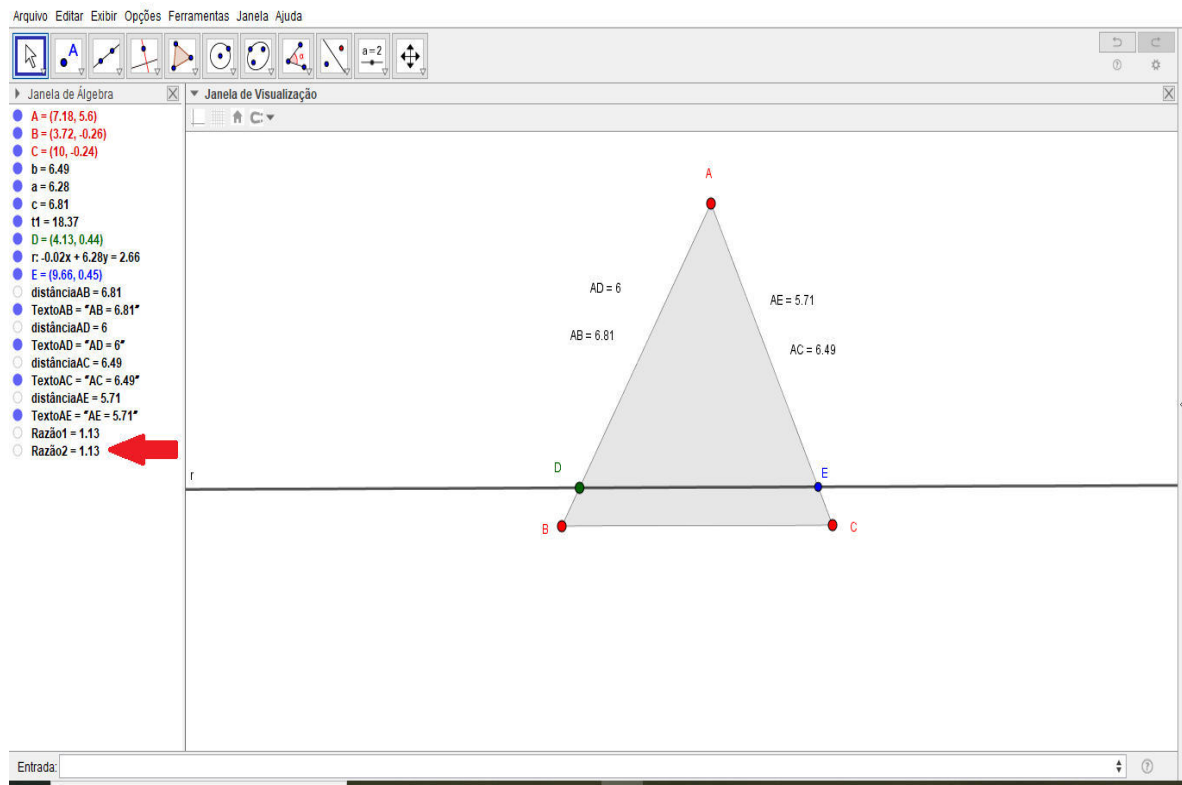 Arquivo Editar Exibir Opções Ferramentas Janela Ajuda
A
α
a = 2
Janela de Álgebra
Janela de Visualização
A = (7.18, 5.6)
B = (3.72, -0.26)
C = (10, -0.24)
b = 6.49
a = 6.28
c = 6.81
t1 = 18.37
D = (4.13, 0.44)
r: -0.02x + 6.28y = 2.66
E = (9.66, 0.45)
distânciaAB = 6.81
TextoAB = "AB = 6.81"
distânciaAD = 6
TextoAD = "AD = 6"
distânciaAC = 6.49
TextoAC = "AC = 6.49"
distânciaAE = 5.71
TextoAE = "AE = 5.71"
Razão1 = 1.13
Razão2 = 1.13
A
AD = 6
AE = 5.71
AB = 6.81
AC = 6.49
r
D
E
B
C
Entrada: